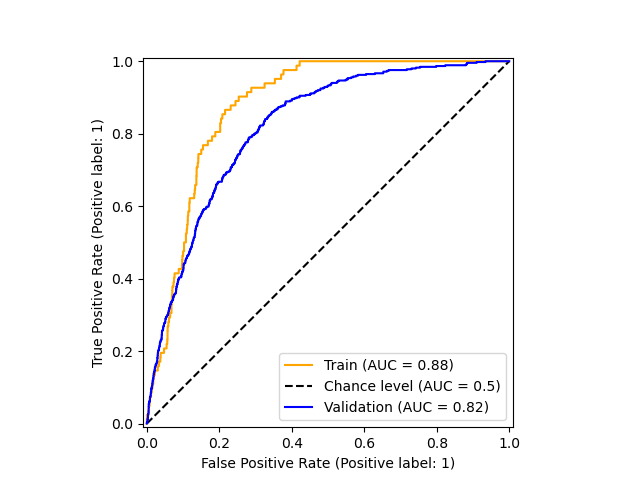 1.0
0.8
0.6
0.4
0.2
0.0
True Positive Rate (Positive label: 1)
Train (AUC = 0.88)
Chance level (AUC = 0.5)
Validation (AUC = 0.82)
0.0 0.2 0.4 0.6 0.8 1.0
False Positive Rate (Positive label: 1)